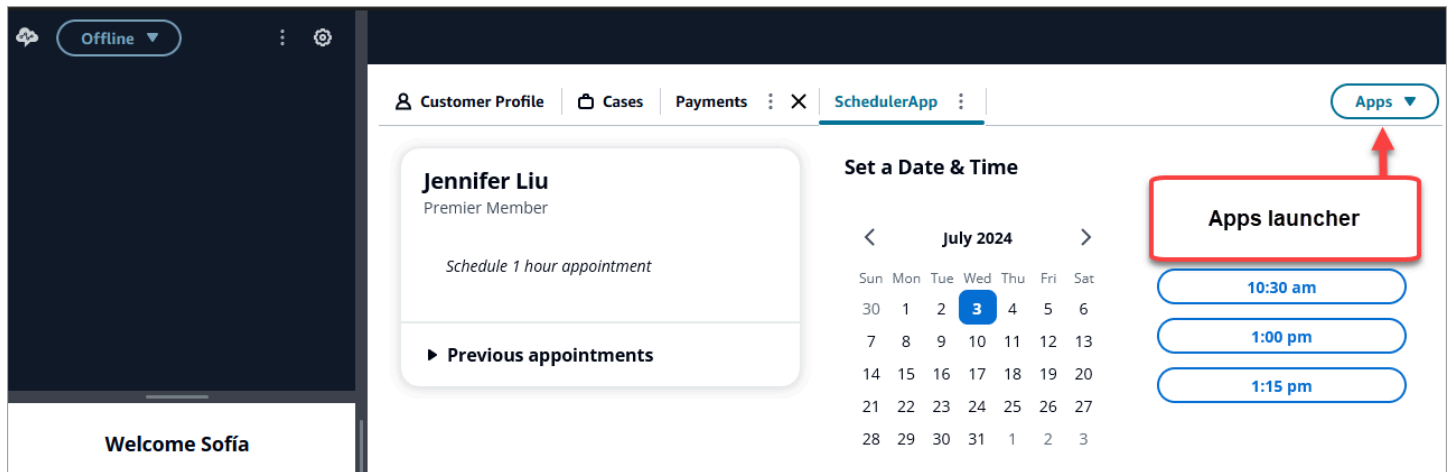 Offline
Customer Profile
Cases
Payments
SchedulerApp
Apps
Jennifer Liu
Premier Member
Schedule 1 hour appointment
Previous appointments
Set a Date & Time
July 2024
Sun Mon Tue Wed Thu Fri Sat
30 1 2 3 4 5 6
7 8 9 10 11 12 13
14 15 16 17 18 19 20
21 22 23 24 25 26 27
28 29 30 31 1 2 3
Apps launcher
10:30 am
1:00 pm
1:15 pm
Welcome Sofía